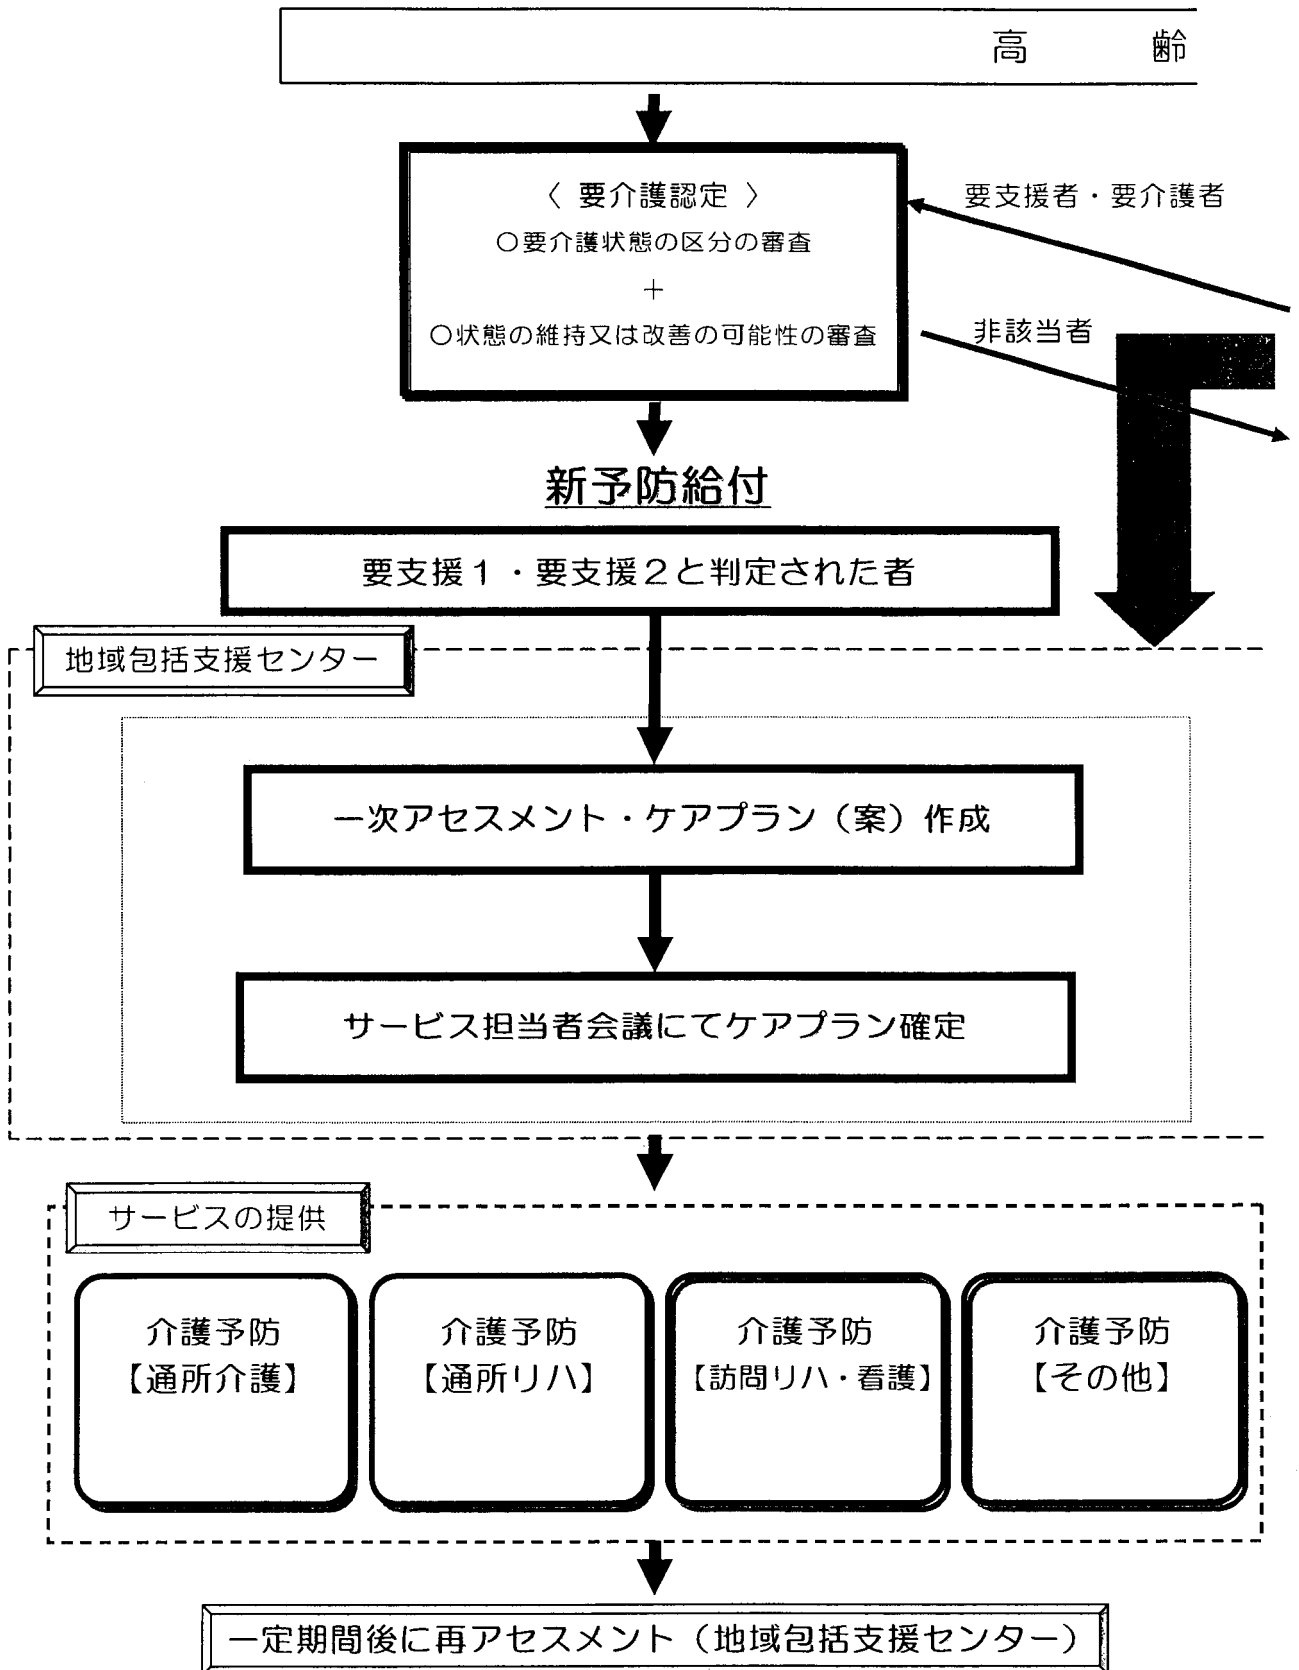 高 齢
〈 要介護認定 〉
○要介護状態の区分の審査
＋
○状態の維持又は改善の可能性の審査
要支援者・要介護者
非該当者
新予防給付
要支援１・要支援２と判定された者
地域包括支援センター
一次アセスメント・ケアプラン（案）作成
サービス担当者会議にてケアプラン確定
サービスの提供
介護予防
【通所介護】
介護予防
【通所リハ】
介護予防
【訪問リハ・看護】
介護予防
【その他】
一定期間後に再アセスメント（地域包括支援センター）